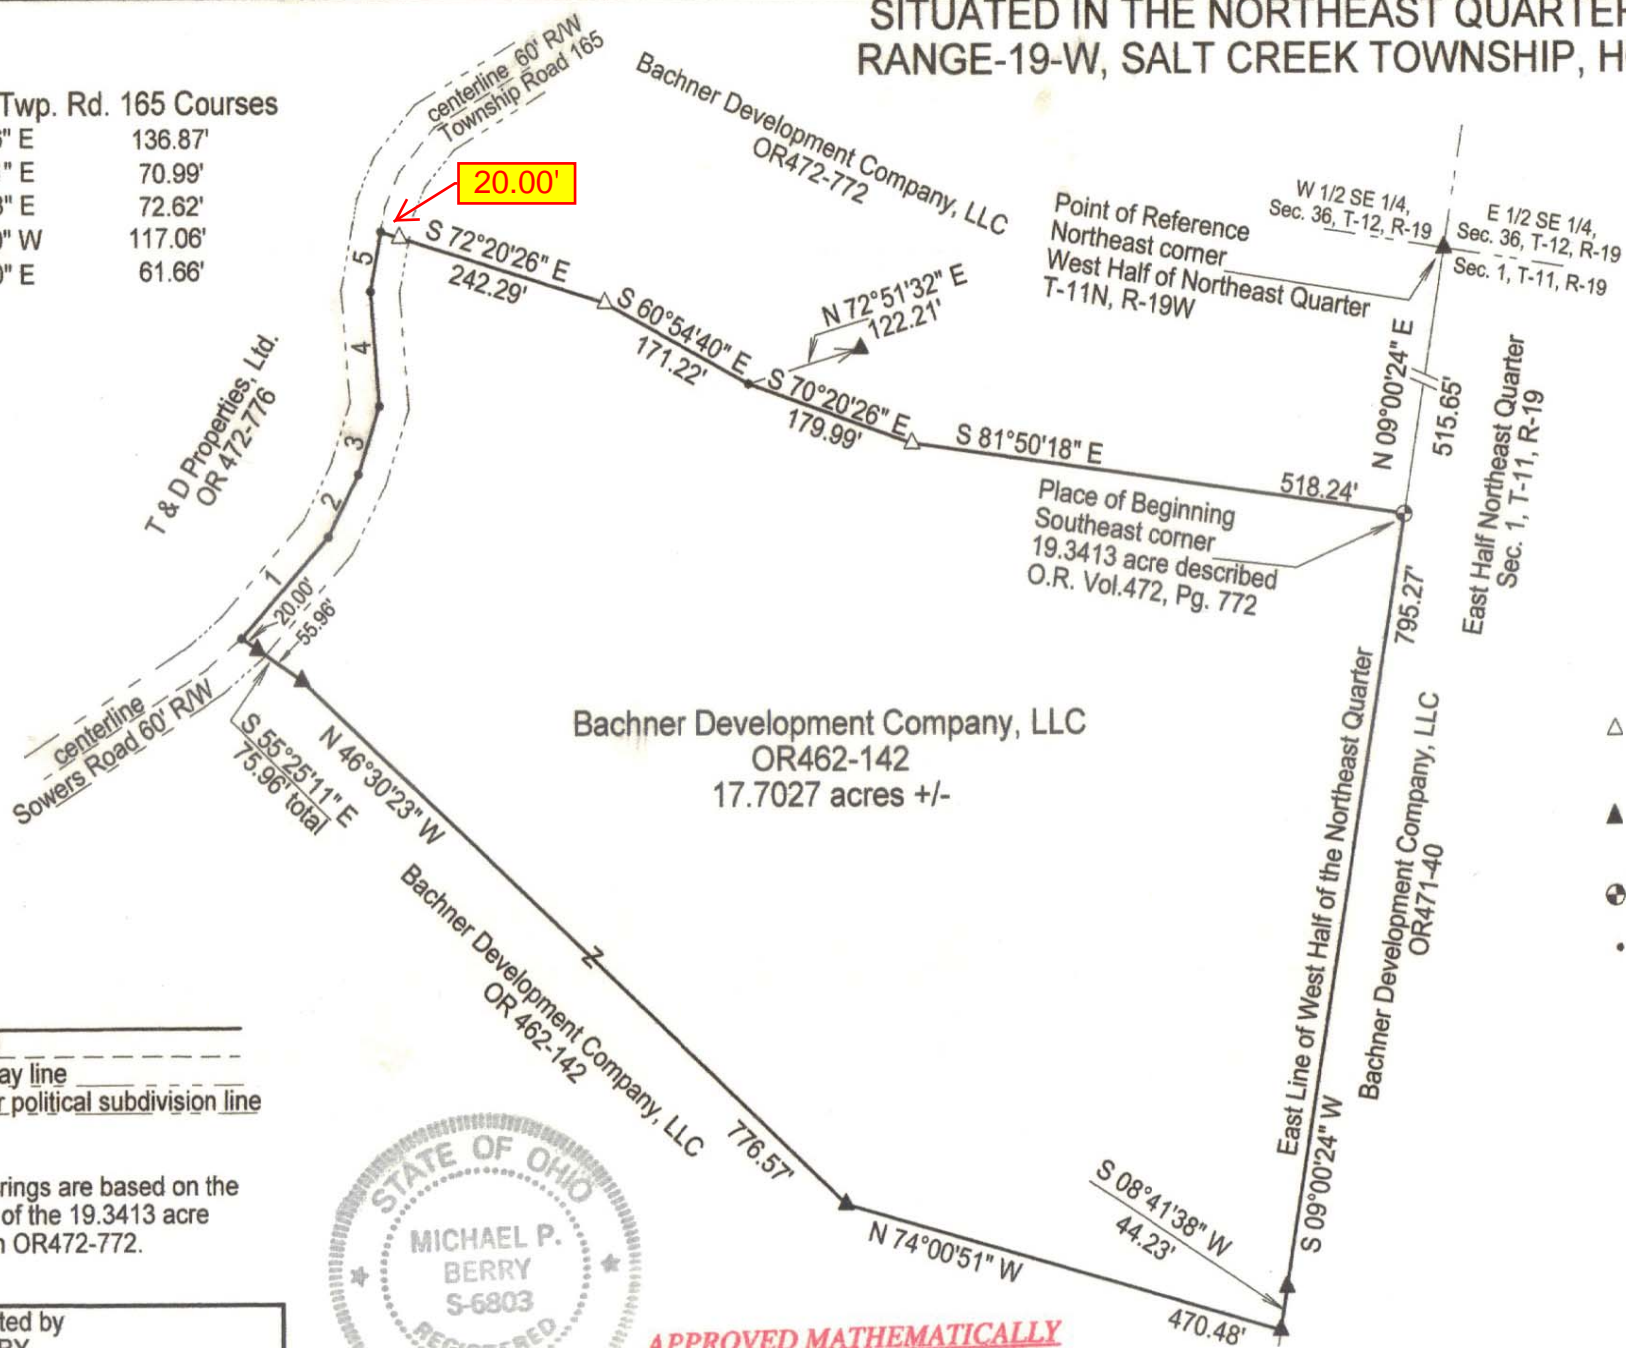 SITUATED IN THE NORTHEAST QUARTER
RANGE-19-W, SALT CREEK TOWNSHIP,
Twp. Rd. 165 Courses
" E 136.87'
" E 70.99'
" E 72.62'
" W 117.06'
" E 61.66'
centerline 60' R/W
Township Road 165
20.00'
Bachner Development Company, LLC
OR472-772
Point of Reference
Northeast corner
West Half of Northeast Quarter
T-11N, R-19W
W 1/2 SE 1/4,
Sec. 36, T-12, R-19
E 1/2 SE 1/4,
Sec. 36, T-12, R-19
Sec. 1, T-11, R-19
S 72°20'26" E
242.29'
S 60°54'40" E
171.22'
N 72°51'32" E
122.21'
S 70°20'26" E
179.99'
S 81°50'18" E
518.24'
N 09°00'24" E
515.65'
East Half Northeast Quarter
Sec. 1, T-11, R-19
T & D Properties, Ltd.
OR 472-776
5
4
3
2
1
20.00'
55.96'
Place of Beginning
Southeast corner
19.3413 acre described
O.R. Vol.472, Pg. 772
795.27'
centerline
Sowers Road 60' R/W
S 55°25'11" E
75.96' total
N 46°30'23" W
Bachner Development Company, LLC
OR462-142
17.7027 acres +/-
East Line of West Half of the Northeast Quarter
Bachner Development Company, LLC
OR471-40
Bachner Development Company, LLC
OR 462-142
776.57'
S 09°00'24" W
S 08°41'38" W
44.23'
N 74°00'51" W
470.48'
ay line
r political subdivision line
rings are based on the
of the 19.3413 acre
OR472-772.
ted by
STATE OF OHIO
MICHAEL P.
BERRY
S-6803
REGISTERED
APPROVED MATHEMATICALLY